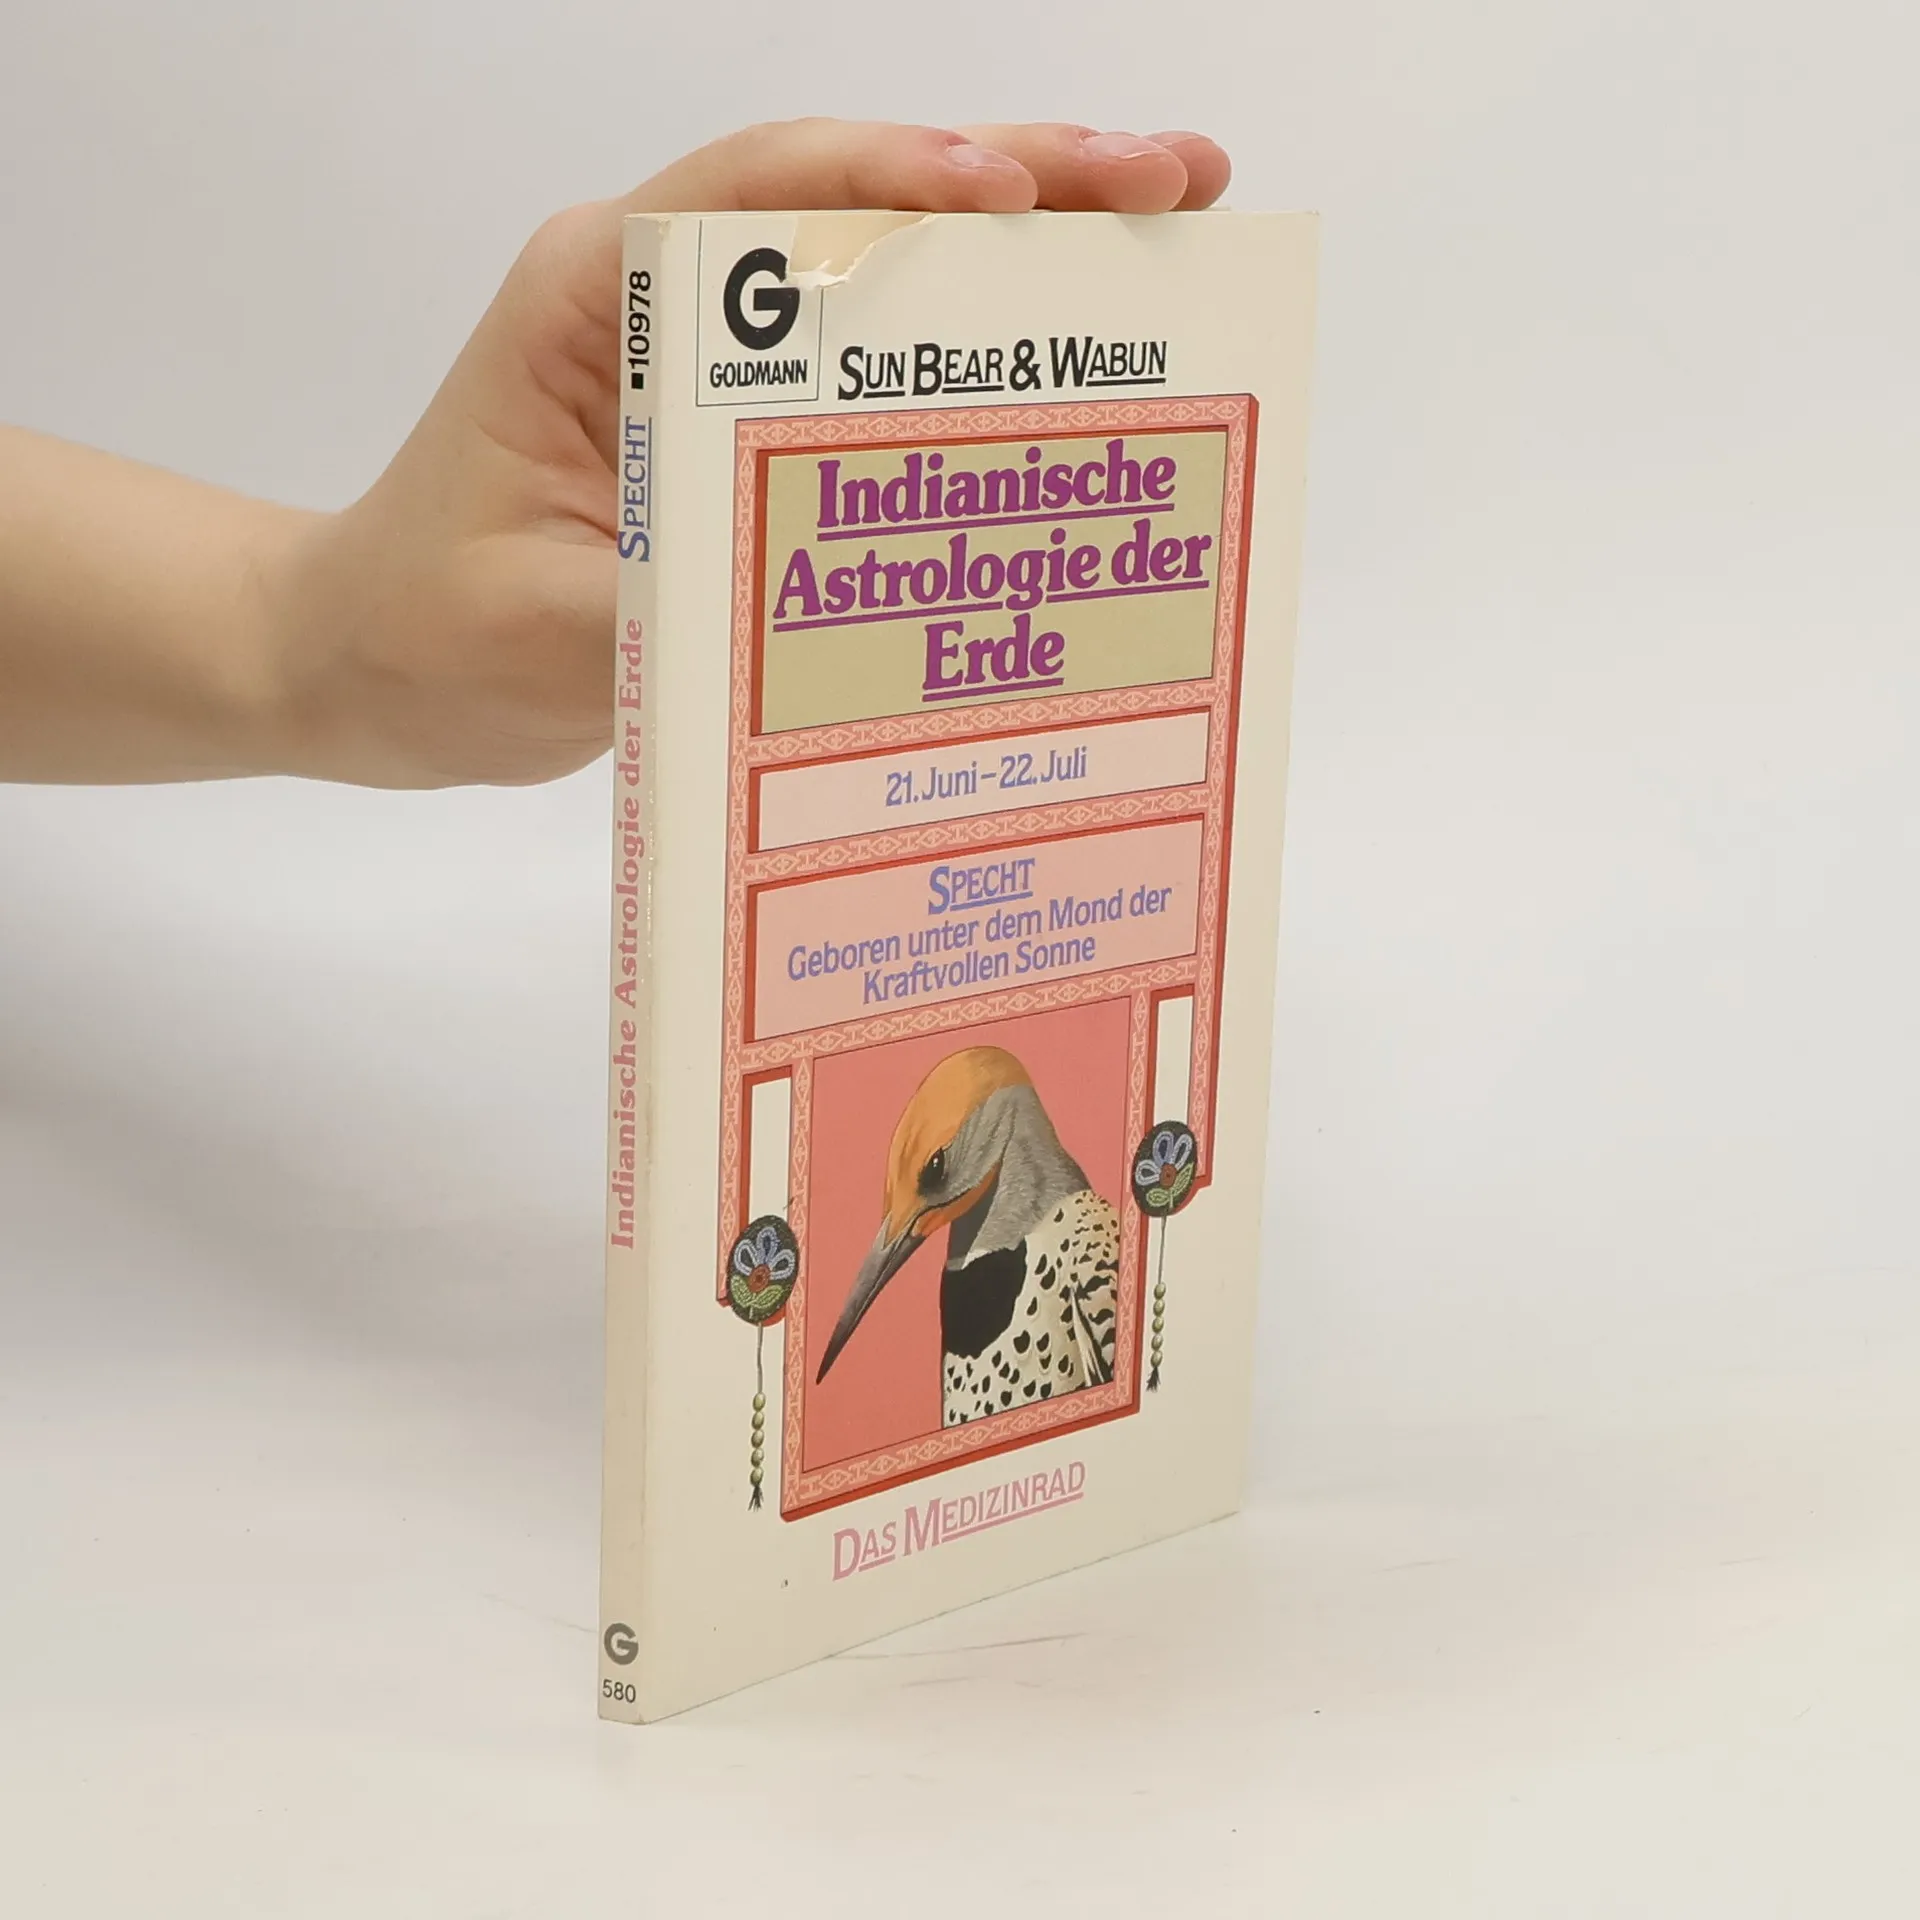 G
GOLDMANN
SUN BEAR & WABUN
Indianische
Astrologie der
Erde
21. Juni – 22. Juli
SPECHT
Geboren unter dem Mond der
Kraftvollen Sonne
DAS MEDIZINRAD
Indianische Astrologie der Erde SPECHT ■10978
G
580